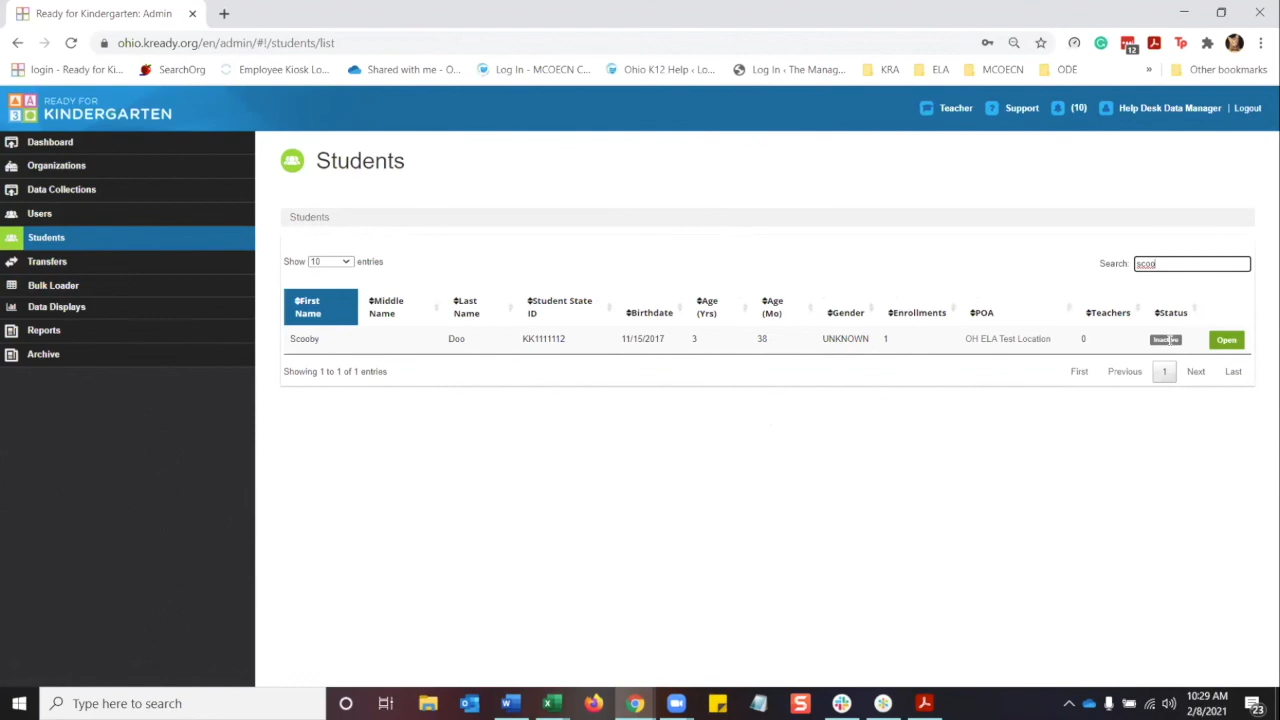 Ready for Kindergarten: Admin
ohio.kready.org/en/admin/#!/students/list
12
login - Ready for Ki... SearchOrg Employee Kiosk Lo... Shared with me - O... Log In - MCOECN C... Ohio K12 Help ‹ Lo... Log In ‹ The Manag... KRA ELA MCOECN ODE » Other bookmarks
READY FOR
KINDERGARTEN
Teacher Support (10) Help Desk Data Manager | Logout
Dashboard
Organizations
Data Collections
Users
Students
Transfers
Bulk Loader
Data Displays
Reports
Archive
Students
Students
Show 10 entries
Search: scoo
First Name Middle Name Last Name Student State ID Birthdate Age (Yrs) Age (Mo) Gender Enrollments POA Teachers Status
Scooby Doo KK1111112 11/15/2017 3 38 UNKNOWN 1 OH ELA Test Location 0 Inactive Open
Showing 1 to 1 of 1 entries
First Previous 1 Next Last
Type here to search
10:29 AM
2/8/2021
23